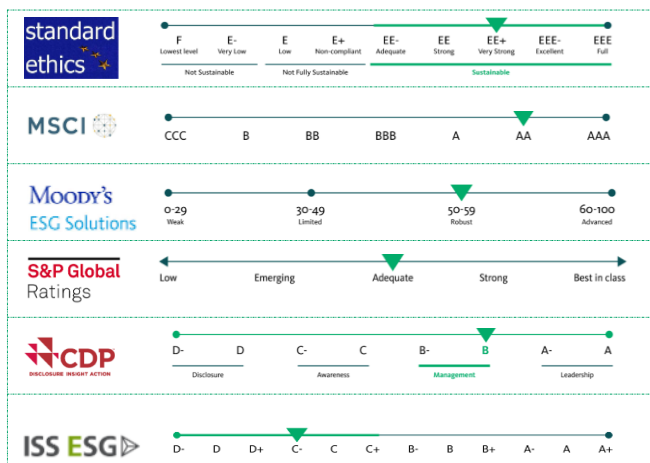 standard
ethics
F E- E E+ EE- EE EE+ EEE- EEE
Lowest level Very Low Low Non-compliant Adequate Strong Very Strong Excellent Full
Not Sustainable Not Fully Sustainable Sustainable
MSCI
CCC B BB BBB A AA AAA
MOODY'S
ESG Solutions
0-29 30-49 50-59 60-100
Weak Limited Robust Advanced
S&P Global
Ratings
Low Emerging Adequate Strong Best in class
CDP
DISCLOSURE INSIGHT ACTION
D- D C- C B- B A- A
Disclosure Awareness Management Leadership
ISS ESG
D- D D+ C- C C+ B- B B+ A- A A+